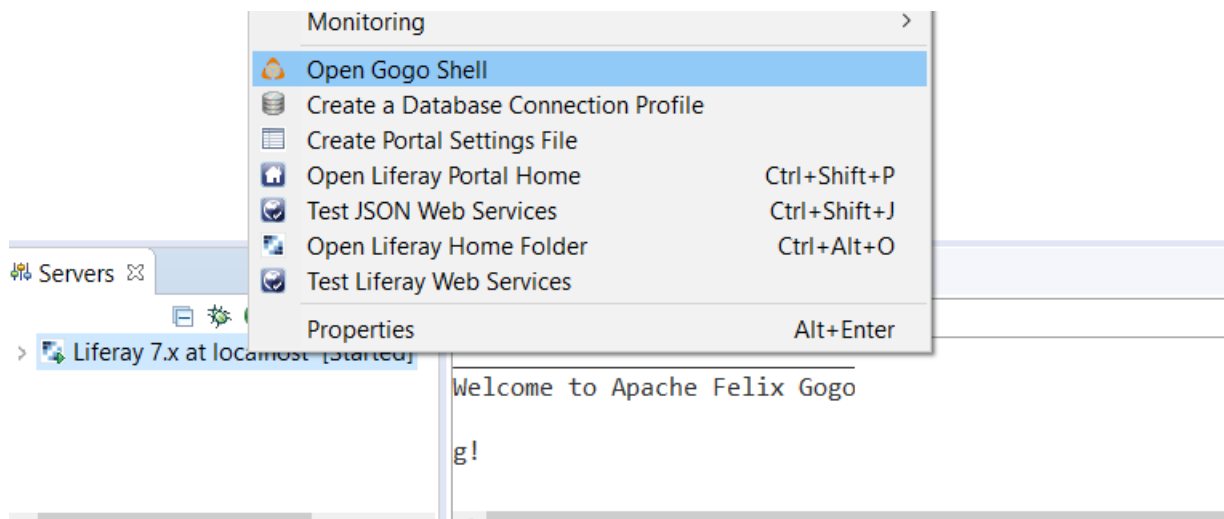 Monitoring
Open Gogo Shell
Create a Database Connection Profile
Create Portal Settings File
Open Liferay Portal Home Ctrl+Shift+P
Test JSON Web Services Ctrl+Shift+J
Open Liferay Home Folder Ctrl+Alt+O
Test Liferay Web Services
Properties Alt+Enter
Servers
Liferay 7.x at localhost [Started]
Welcome to Apache Felix Gogo
g!